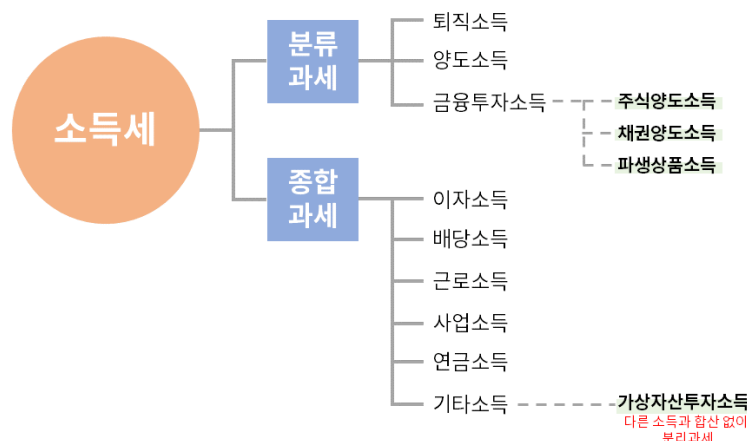 소득세
분류
과세
퇴직소득
양도소득
금융투자소득
주식양도소득
채권양도소득
파생상품소득
종합
과세
이자소득
배당소득
근로소득
사업소득
연금소득
기타소득
가상자산투자소득
다른 소득과 합산 없이
분리과세